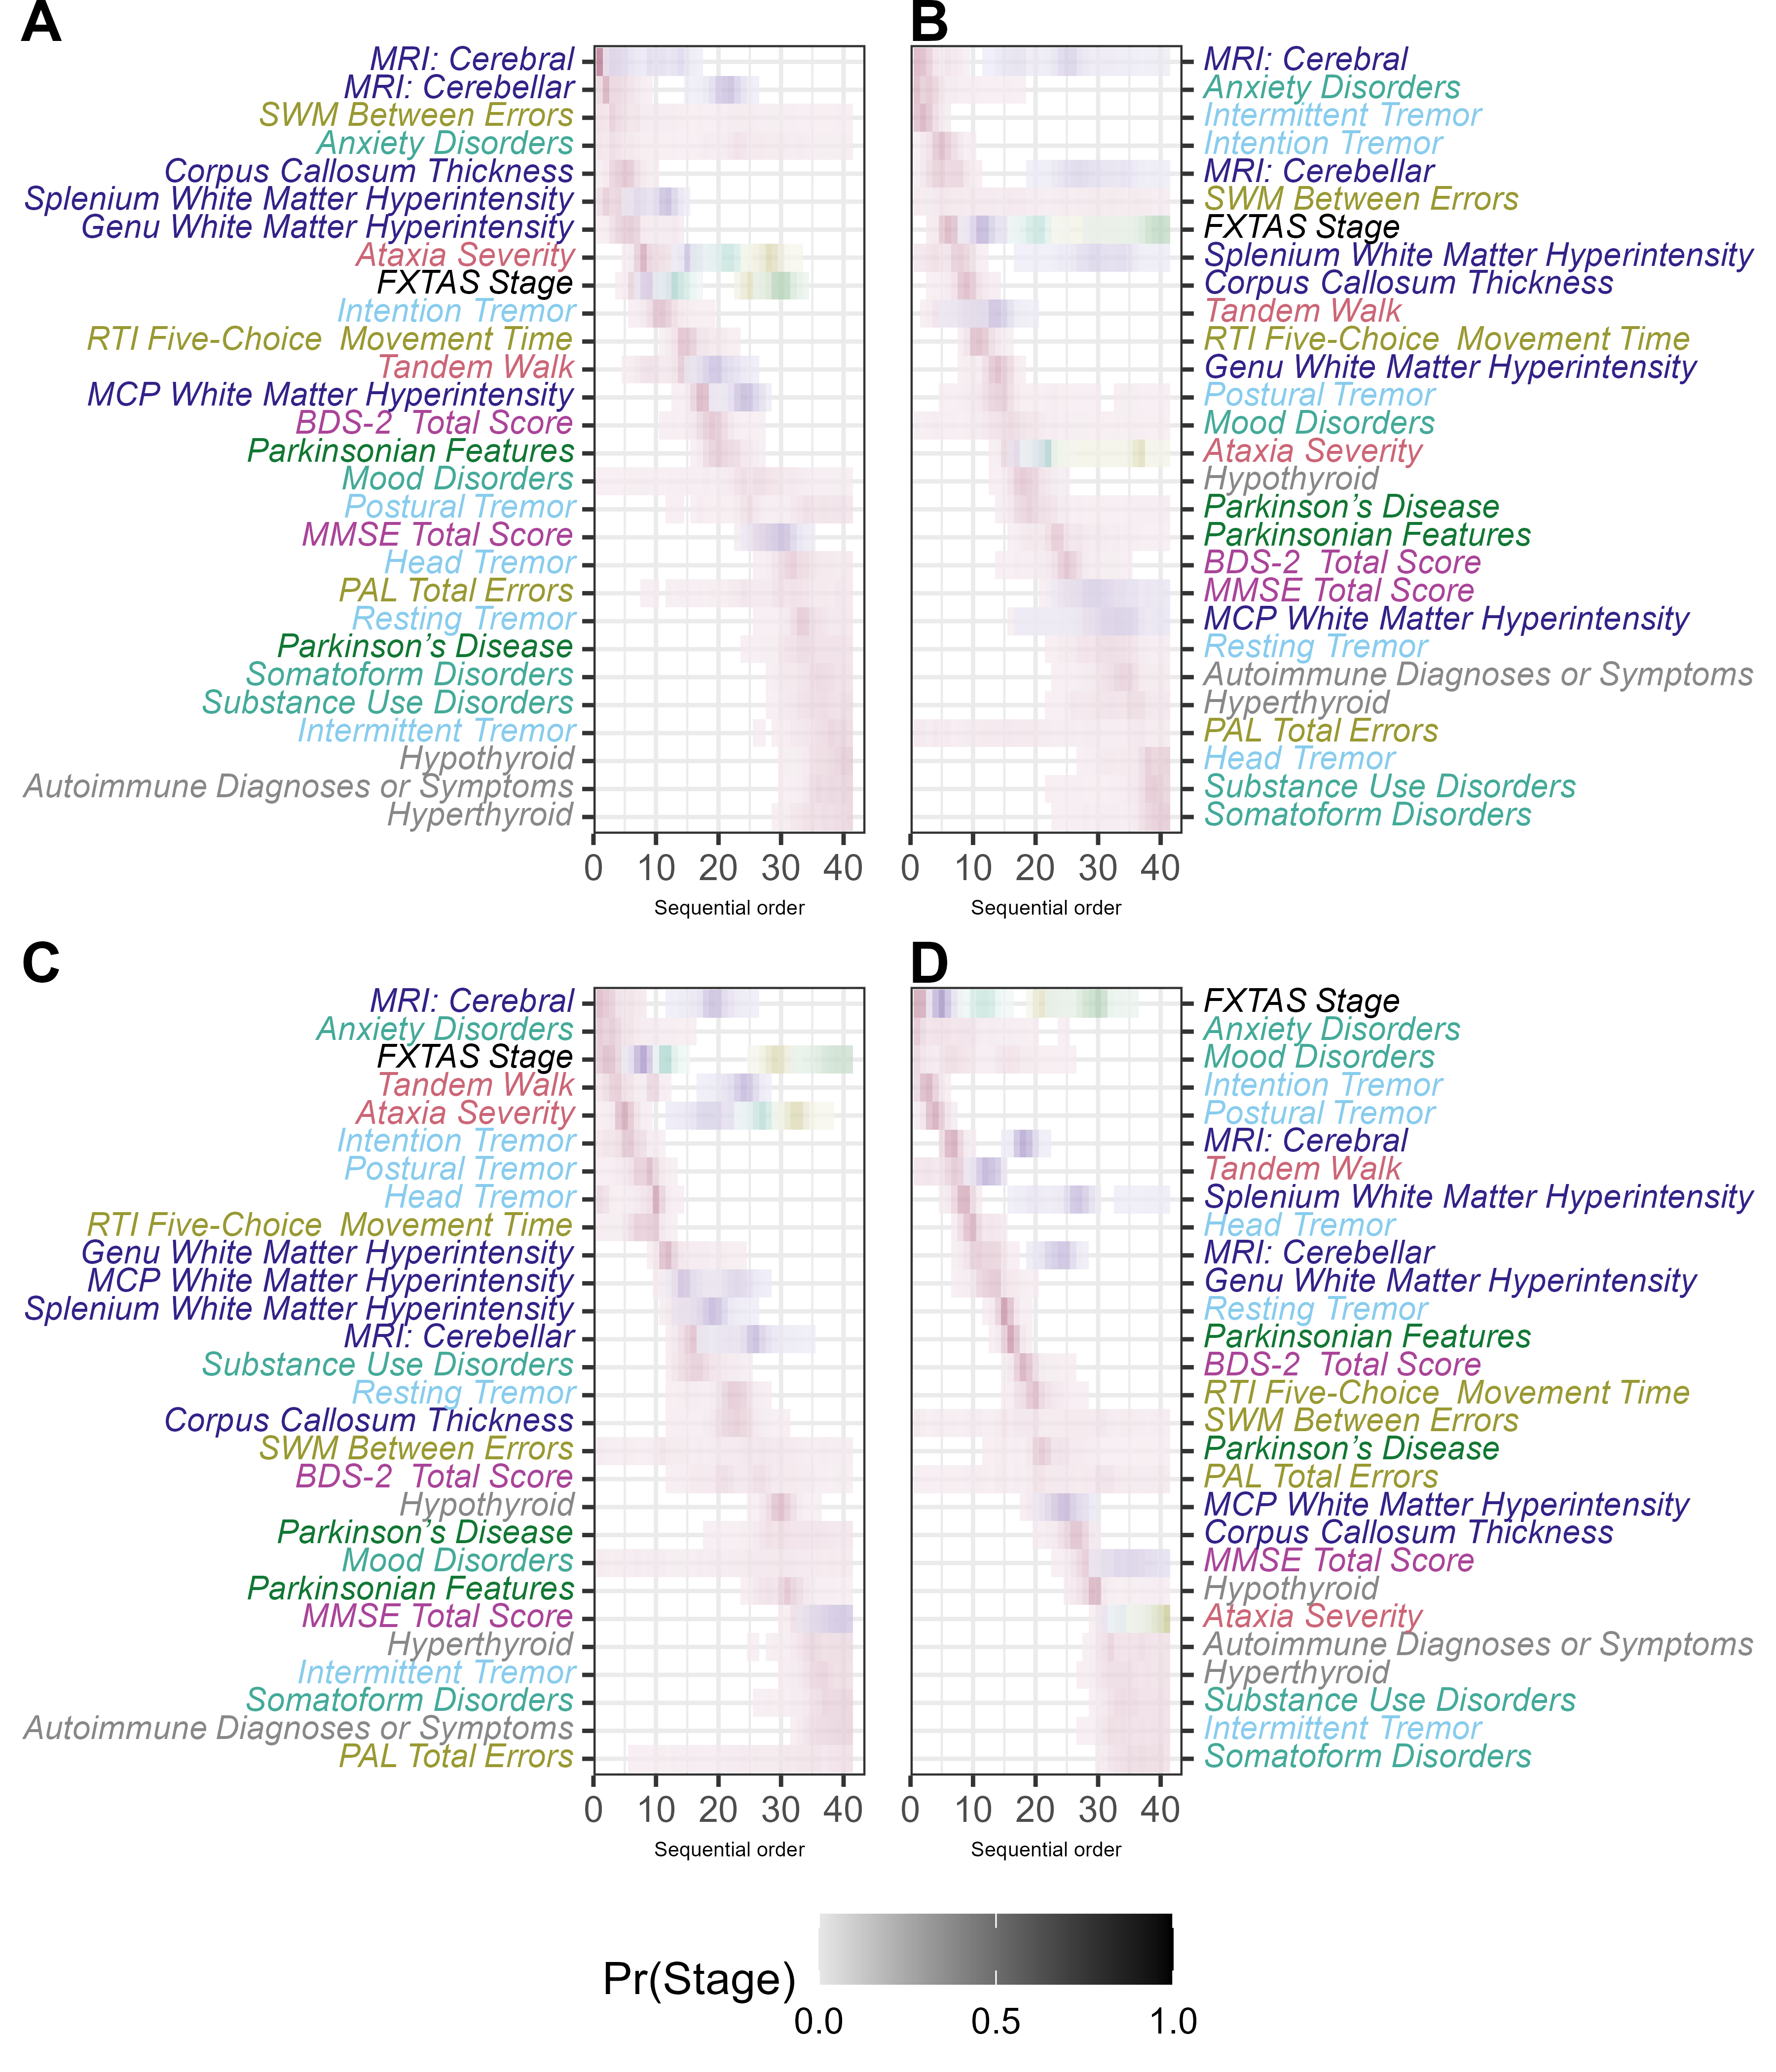 A
MRI: Cerebral
MRI: Cerebellar
SWM Between Errors
Anxiety Disorders
Corpus Callosum Thickness
Splenium White Matter Hyperintensity
Genu White Matter Hyperintensity
Ataxia Severity
FXTAS Stage
Intention Tremor
RTI Five-Choice Movement Time
Tandem Walk
MCP White Matter Hyperintensity
BDS-2 Total Score
Parkinsonian Features
Mood Disorders
Postural Tremor
MMSE Total Score
Head Tremor
PAL Total Errors
Resting Tremor
Parkinson's Disease
Somatoform Disorders
Substance Use Disorders
Intermittent Tremor
Hypothyroid
Autoimmune Diagnoses or Symptoms
Hyperthyroid
0 10 20 30 40
Sequential order
B
MRI: Cerebral
Anxiety Disorders
Intermittent Tremor
Intention Tremor
MRI: Cerebellar
SWM Between Errors
FXTAS Stage
Splenium White Matter Hyperintensity
Corpus Callosum Thickness
Tandem Walk
RTI Five-Choice Movement Time
Genu White Matter Hyperintensity
Postural Tremor
Mood Disorders
Ataxia Severity
Hypothyroid
Parkinson's Disease
Parkinsonian Features
BDS-2 Total Score
MMSE Total Score
MCP White Matter Hyperintensity
Resting Tremor
Autoimmune Diagnoses or Symptoms
Hyperthyroid
PAL Total Errors
Head Tremor
Substance Use Disorders
Somatoform Disorders
0 10 20 30 40
Sequential order
C
MRI: Cerebral
Anxiety Disorders
FXTAS Stage
Tandem Walk
Ataxia Severity
Intention Tremor
Postural Tremor
Head Tremor
RTI Five-Choice Movement Time
Genu White Matter Hyperintensity
MCP White Matter Hyperintensity
Splenium White Matter Hyperintensity
MRI: Cerebellar
Substance Use Disorders
Resting Tremor
Corpus Callosum Thickness
SWM Between Errors
BDS-2 Total Score
Hypothyroid
Parkinson's Disease
Mood Disorders
Parkinsonian Features
MMSE Total Score
Hyperthyroid
Intermittent Tremor
Somatoform Disorders
Autoimmune Diagnoses or Symptoms
PAL Total Errors
0 10 20 30 40
Sequential order
D
FXTAS Stage
Anxiety Disorders
Mood Disorders
Intention Tremor
Postural Tremor
MRI: Cerebral
Tandem Walk
Splenium White Matter Hyperintensity
Head Tremor
MRI: Cerebellar
Genu White Matter Hyperintensity
Resting Tremor
Parkinsonian Features
BDS-2 Total Score
RTI Five-Choice Movement Time
SWM Between Errors
Parkinson's Disease
PAL Total Errors
MCP White Matter Hyperintensity
Corpus Callosum Thickness
MMSE Total Score
Hypothyroid
Ataxia Severity
Autoimmune Diagnoses or Symptoms
Hyperthyroid
Substance Use Disorders
Intermittent Tremor
Somatoform Disorders
0 10 20 30 40
Sequential order
Pr(Stage)
0.0 0.5 1.0